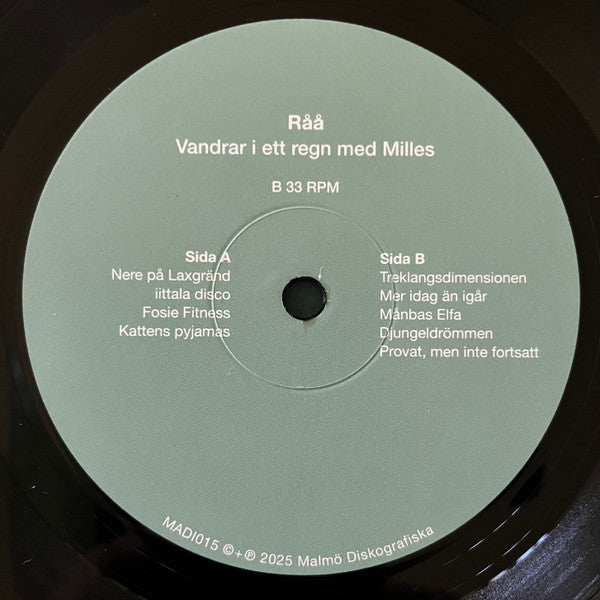 Råå
Vandrar i ett regn med Milles
B 33 RPM
Sida A
Nere på Laxgränd
iittala disco
Fosie Fitness
Kattens pyjamas
Sida B
Treklangsdimensionen
Mer idag än igår
Månbas Elfa
Djungeldrömmen
Provat, men inte fortsatt
MADI015 ©+℗ 2025 Malmö Diskografiska